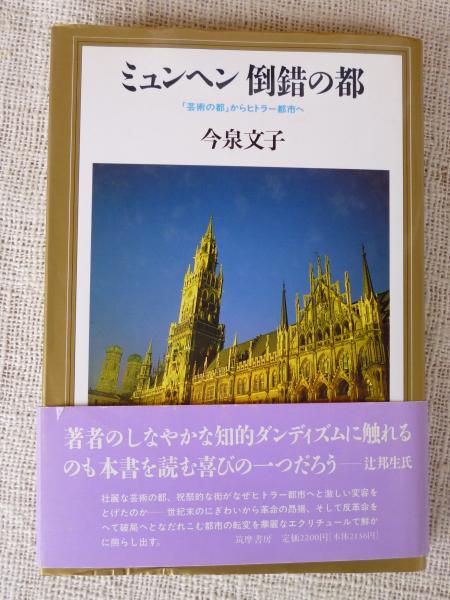 ミュンヘン 倒錯の都
「芸術の都」からヒトラー都市へ
今泉文子
著者のしなやかな知的ダンディズムに触れる
のも本書を読む喜びの一つだろう——辻邦生氏
壮麗な芸術の都、祝祭的な街がなぜヒトラー都市へと激しい変容を
とげたのか——世紀末のにぎわいから革命の昂揚、そして反革命をへ
て破局へとなだれこむ都市の転変を華麗なエクリチュールで鮮か
に照らし出す。
筑摩書房 定価2200円[本体2136円]